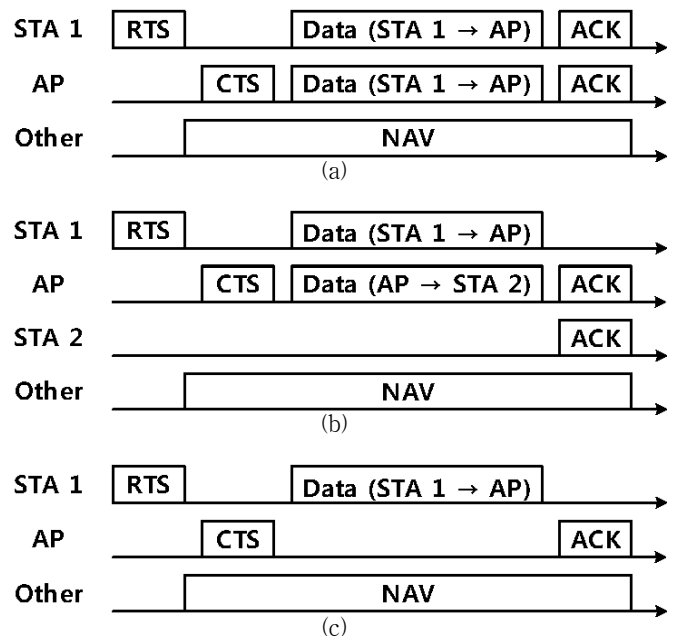 STA 1 RTS Data (STA 1 → AP) ACK
AP CTS Data (STA 1 → AP) ACK
Other NAV
(a)
STA 1 RTS Data (STA 1 → AP)
AP CTS Data (AP → STA 2) ACK
STA 2 ACK
Other NAV
(b)
STA 1 RTS Data (STA 1 → AP)
AP CTS ACK
Other NAV
(c)